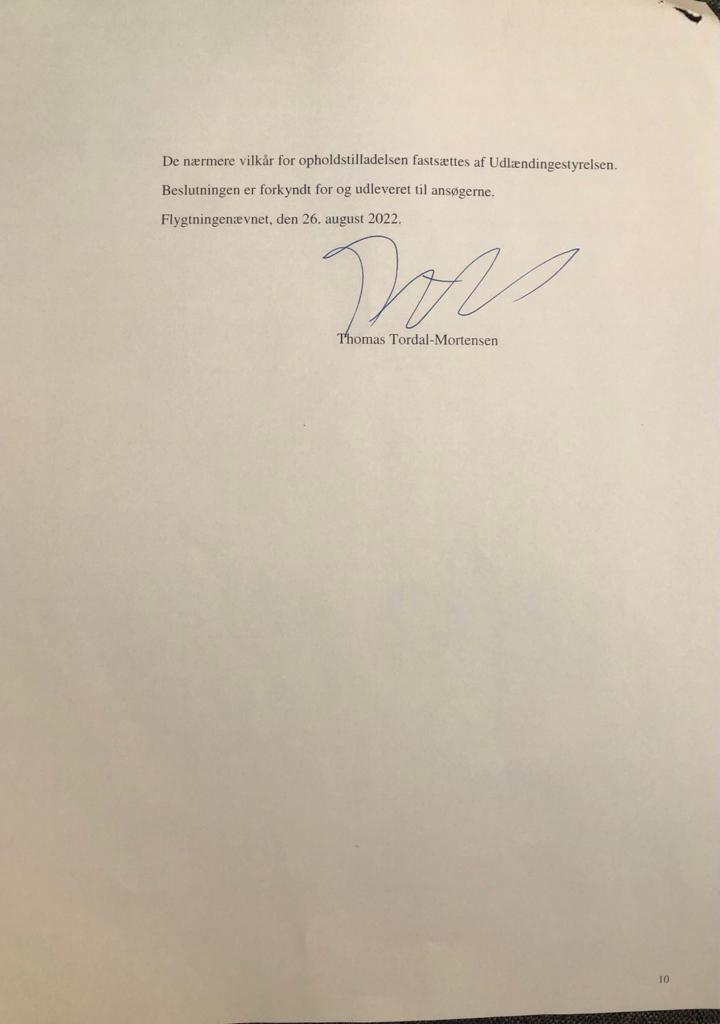 De nærmere vilkår for opholdstilladelsen fastsættes af Udlændingestyrelsen.
Beslutningen er forkyndt for og udleveret til ansøgerne.
Flygtningenævnet, den 26. august 2022.
Thomas Tordal-Mortensen
10